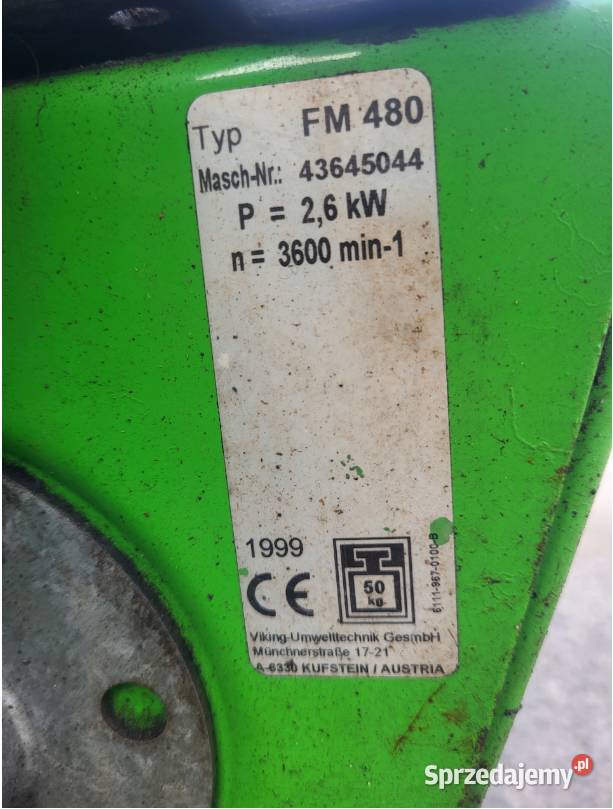 Typ FM 480
Masch-Nr.: 43645044
P = 2,6 kW
n = 3600 min-1
1999
CE
50
kg
6111-967-0100-B
Viking-Umwelttechnik GesmbH
Münchnerstraße 17-21
A-6330 KUFSTEIN / AUSTRIA
Sprzedajemy.pl